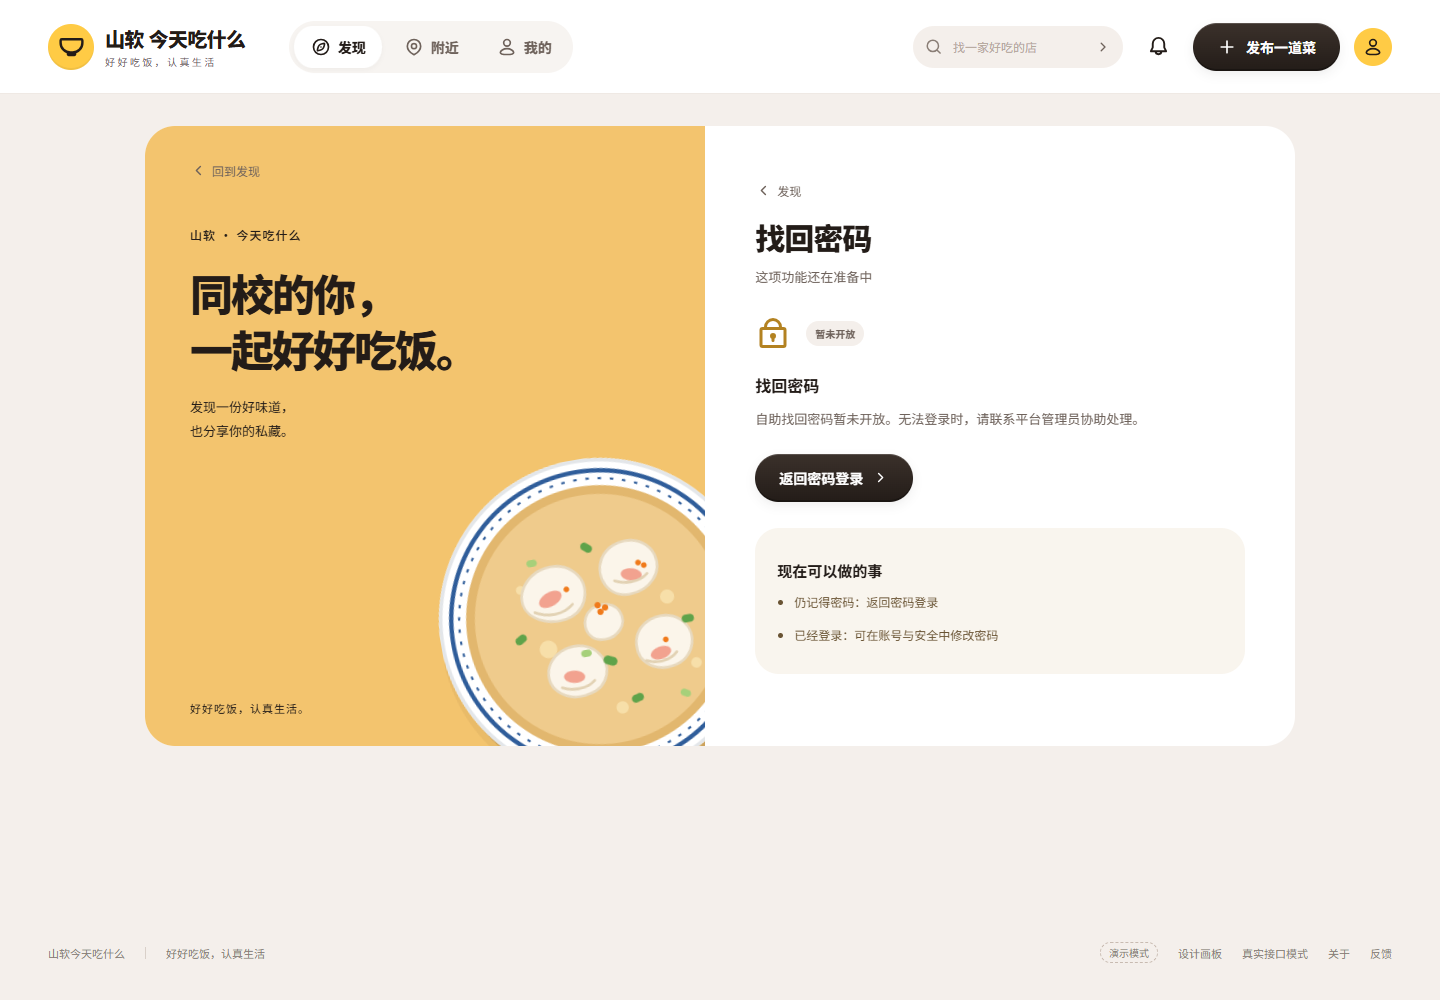 山软 今天吃什么
好好吃饭，认真生活
发现
附近
我的
找一家好吃的店
发布一道菜
回到发现
山软 · 今天吃什么
同校的你，
一起好好吃饭。
发现一份好味道，
也分享你的私藏。
好好吃饭，认真生活。
发现
找回密码
这项功能还在准备中
暂未开放
找回密码
自助找回密码暂未开放。无法登录时，请联系平台管理员协助处理。
返回密码登录
现在可以做的事
仍记得密码：返回密码登录
已经登录：可在账号与安全中修改密码
山软今天吃什么
好好吃饭，认真生活
演示模式
设计画板
真实接口模式
关于
反馈